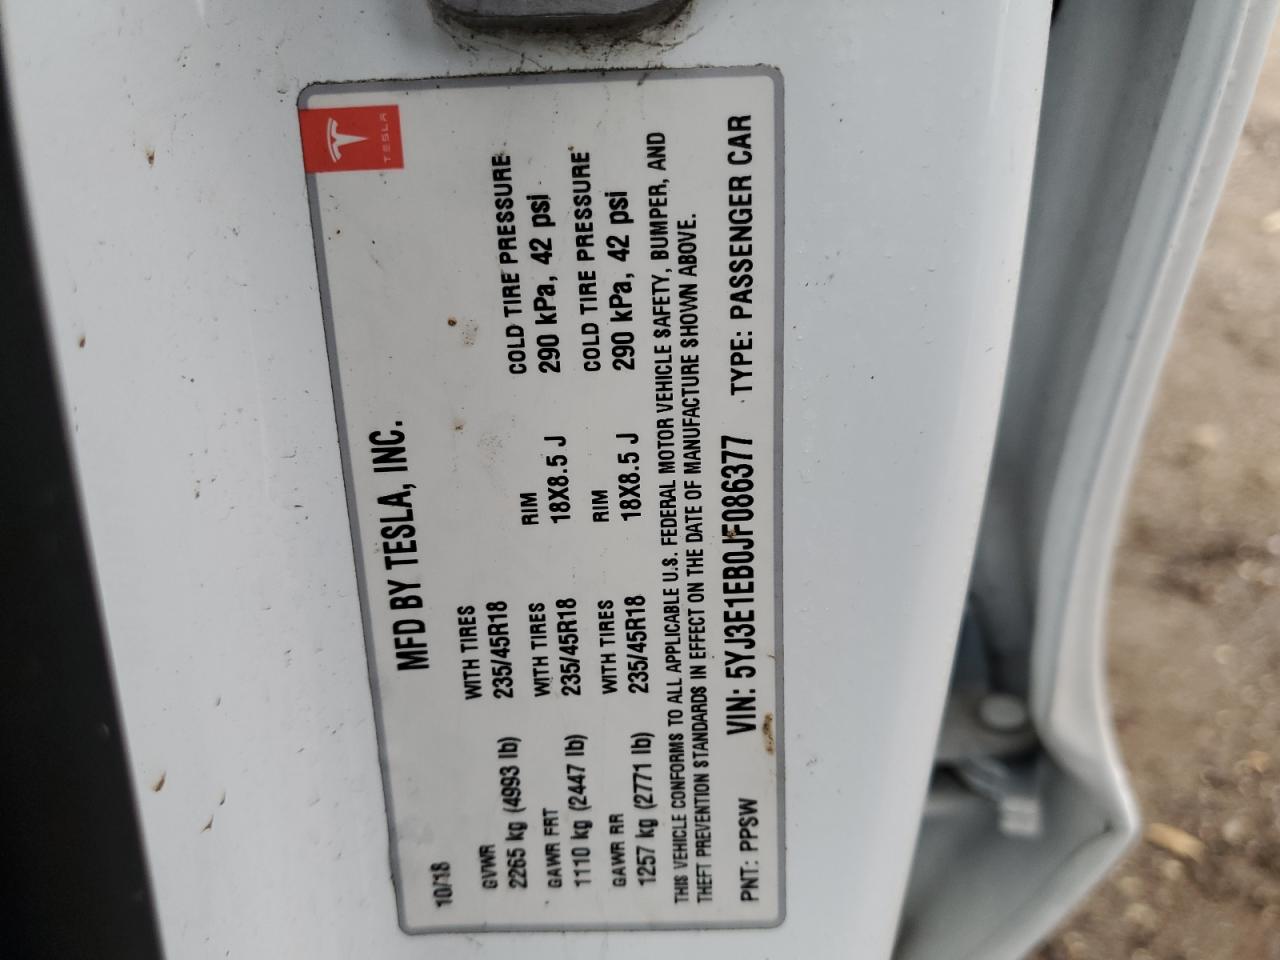 TESLA
10/18
MFD BY TESLA, INC.
GVWR
2265 kg (4993 lb)
WITH TIRES
235/45R18
RIM
18X8.5 J
COLD TIRE PRESSURE
290 kPa, 42 psi
GAWR FRT
1110 kg (2447 lb)
WITH TIRES
235/45R18
RIM
18X8.5 J
COLD TIRE PRESSURE
290 kPa, 42 psi
GAWR RR
1257 kg (2771 lb)
WITH TIRES
235/45R18
THIS VEHICLE CONFORMS TO ALL APPLICABLE U.S. FEDERAL MOTOR VEHICLE SAFETY, BUMPER, AND
THEFT PREVENTION STANDARDS IN EFFECT ON THE DATE OF MANUFACTURE SHOWN ABOVE.
PNT: PPSW VIN: 5YJ3E1EB0JF086377 TYPE: PASSENGER CAR